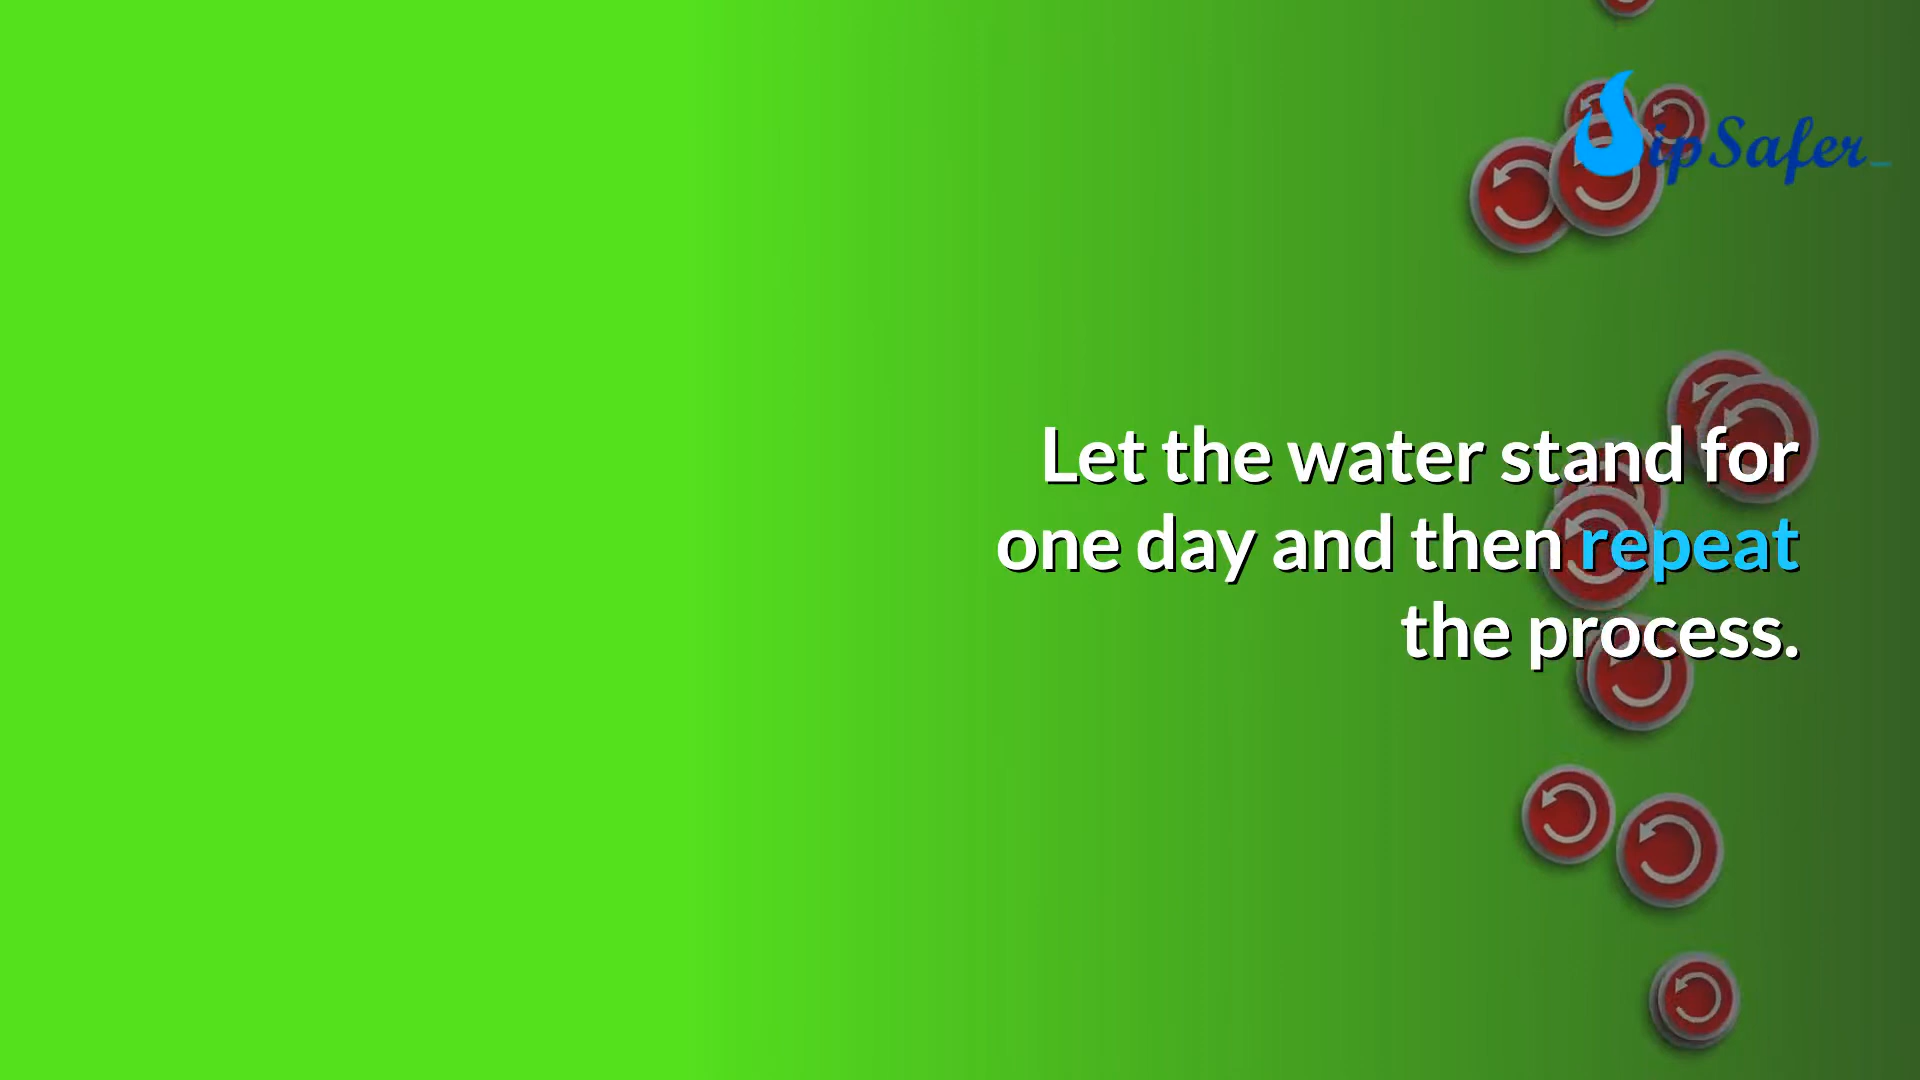 SipSafer
Let the water stand for
one day and then repeat
the process.